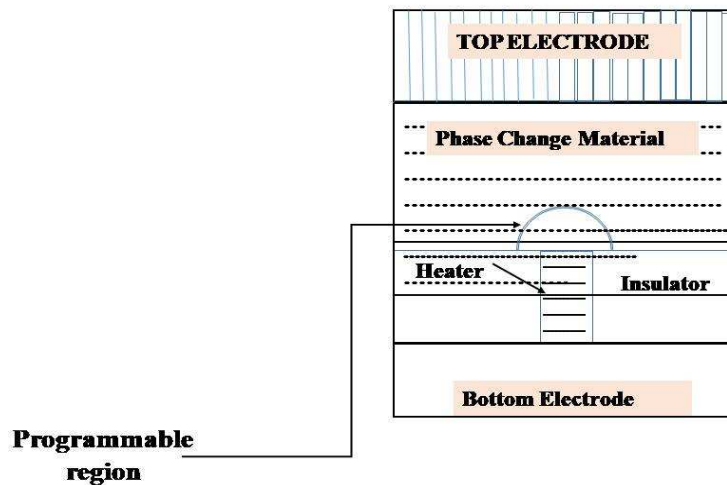 TOP ELECTRODE
Phase Change Material
Heater
Insulator
Bottom Electrode
Programmable
region